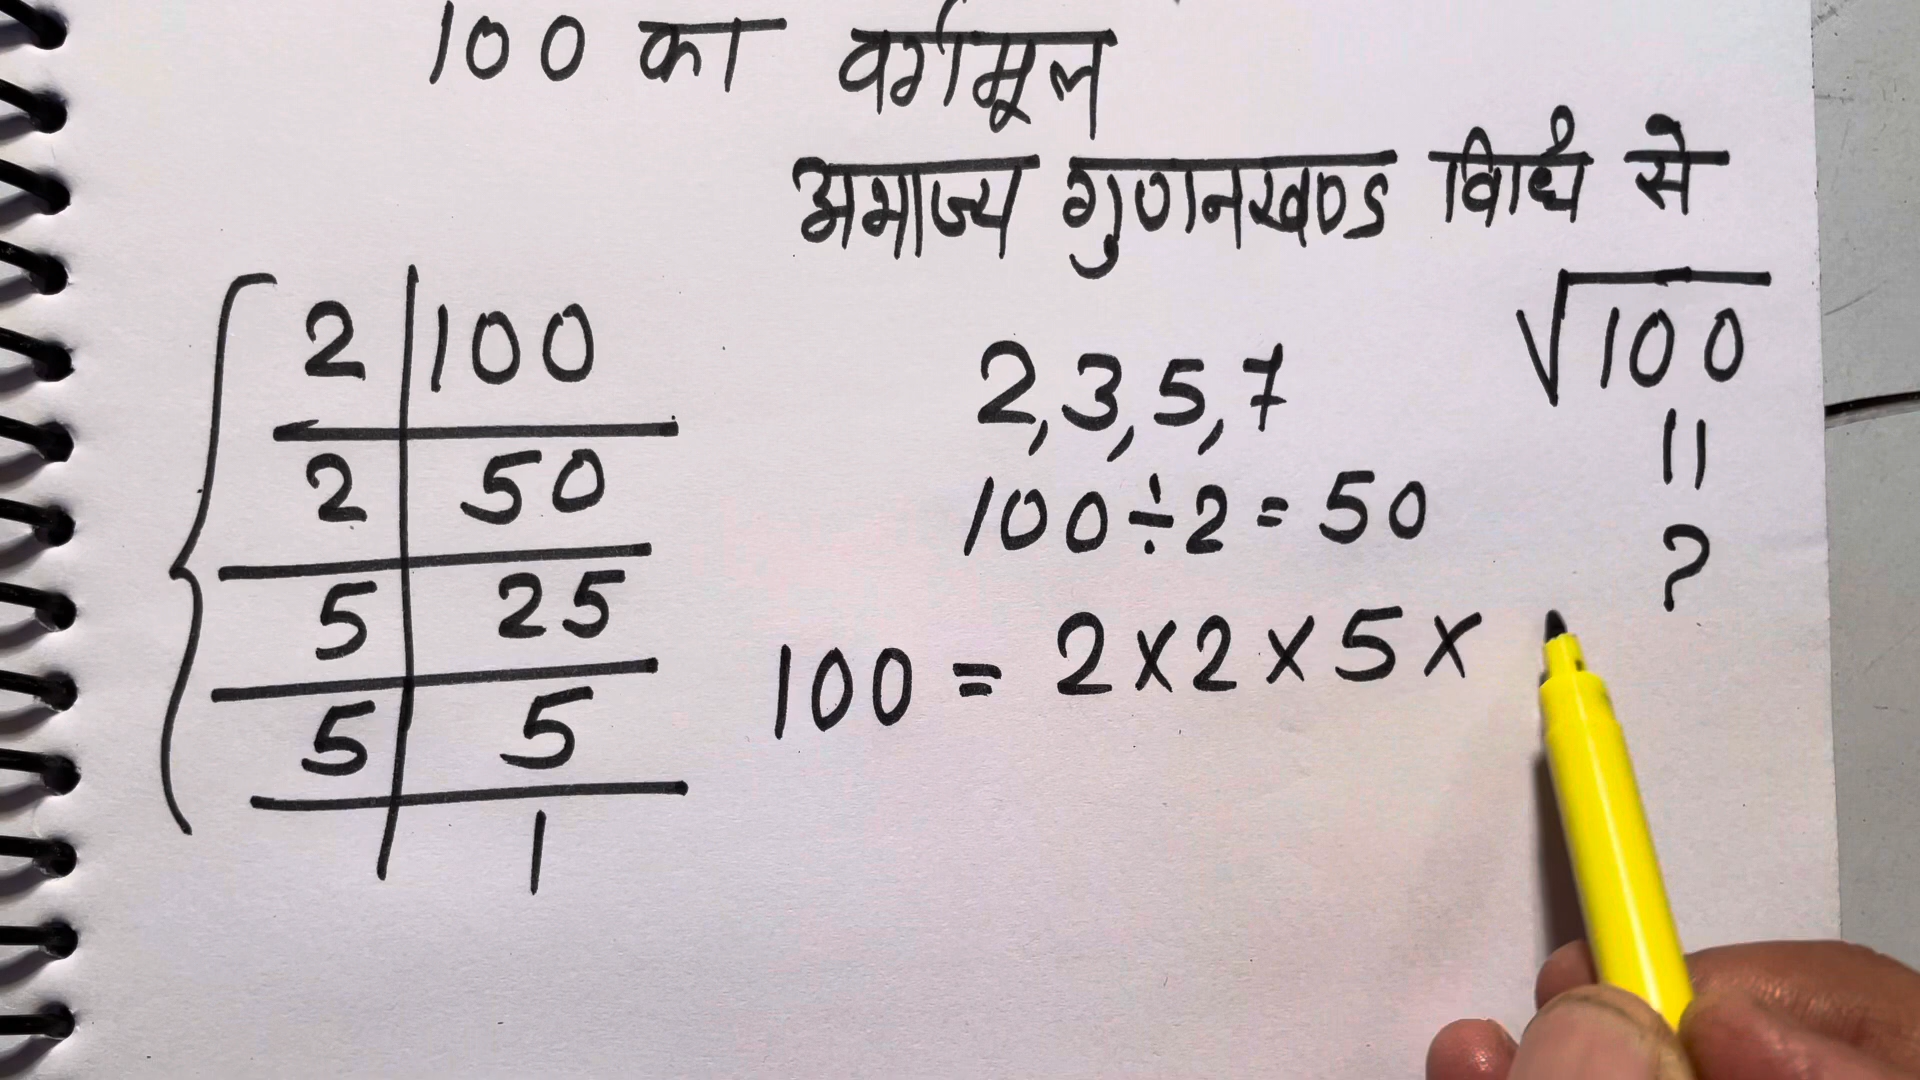 100 का वर्गमूल
अभाज्य गुणनखण्ड विधि से
√100
=
?
2 | 100
2 | 50
5 | 25
5 | 5
1
2, 3, 5, 7
100 ÷ 2 = 50
100 = 2 × 2 × 5 ×